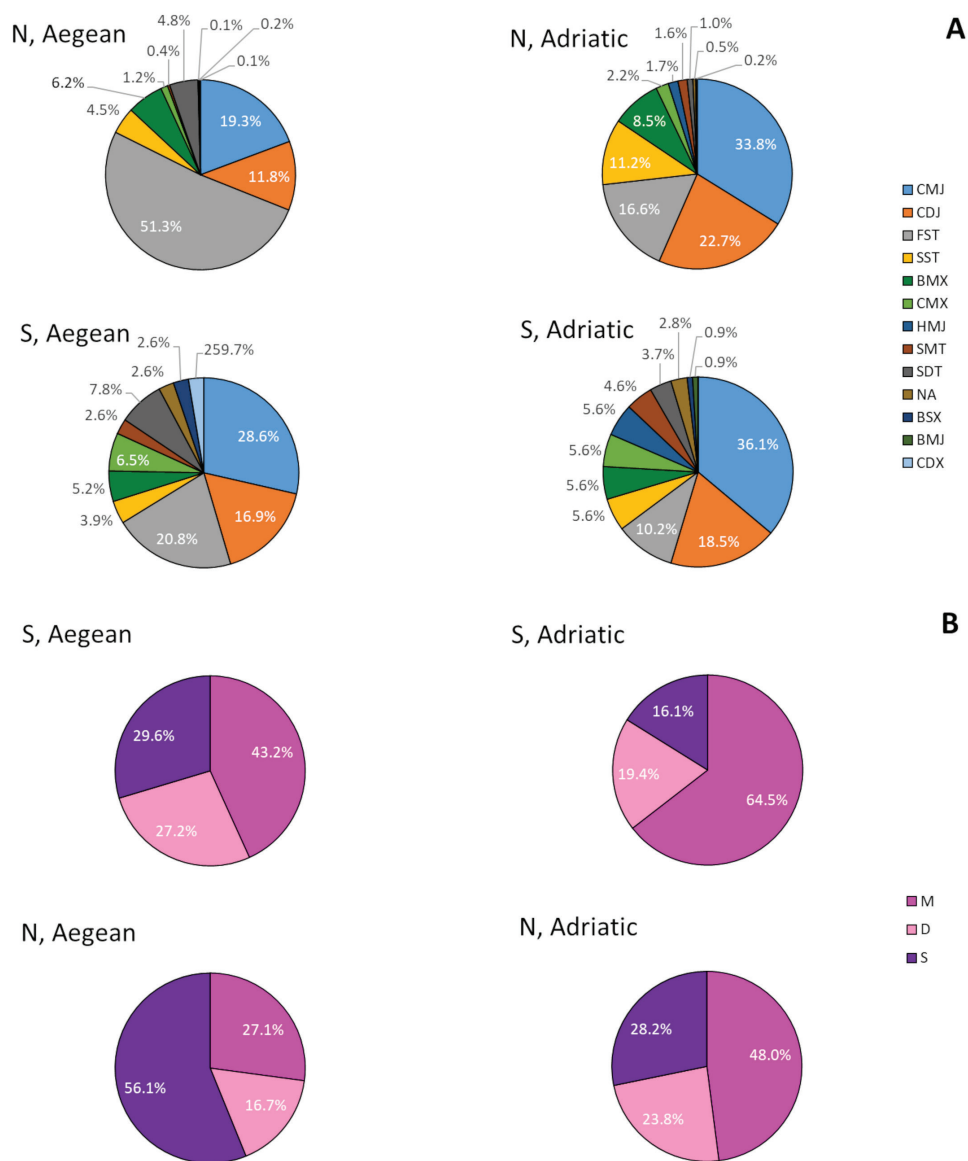 N, Aegean
4.8%
0.1%
0.2%
0.4%
0.1%
1.2%
6.2%
4.5%
19.3%
11.8%
51.3%
N, Adriatic
A
1.0%
1.6%
0.5%
1.7%
0.2%
2.2%
8.5%
33.8%
11.2%
16.6%
22.7%
CMJ
CDJ
FST
SST
BMX
CMX
HMJ
SMT
SDT
NA
BSX
BMJ
CDX
S, Aegean
2.6%
259.7%
2.6%
7.8%
2.6%
28.6%
6.5%
5.2%
3.9%
16.9%
20.8%
S, Adriatic
2.8%
0.9%
3.7%
0.9%
4.6%
5.6%
36.1%
5.6%
5.6%
5.6%
10.2%
18.5%
S, Aegean
29.6%
43.2%
27.2%
S, Adriatic
B
16.1%
19.4%
64.5%
N, Aegean
27.1%
56.1%
16.7%
N, Adriatic
28.2%
48.0%
23.8%
M
D
S